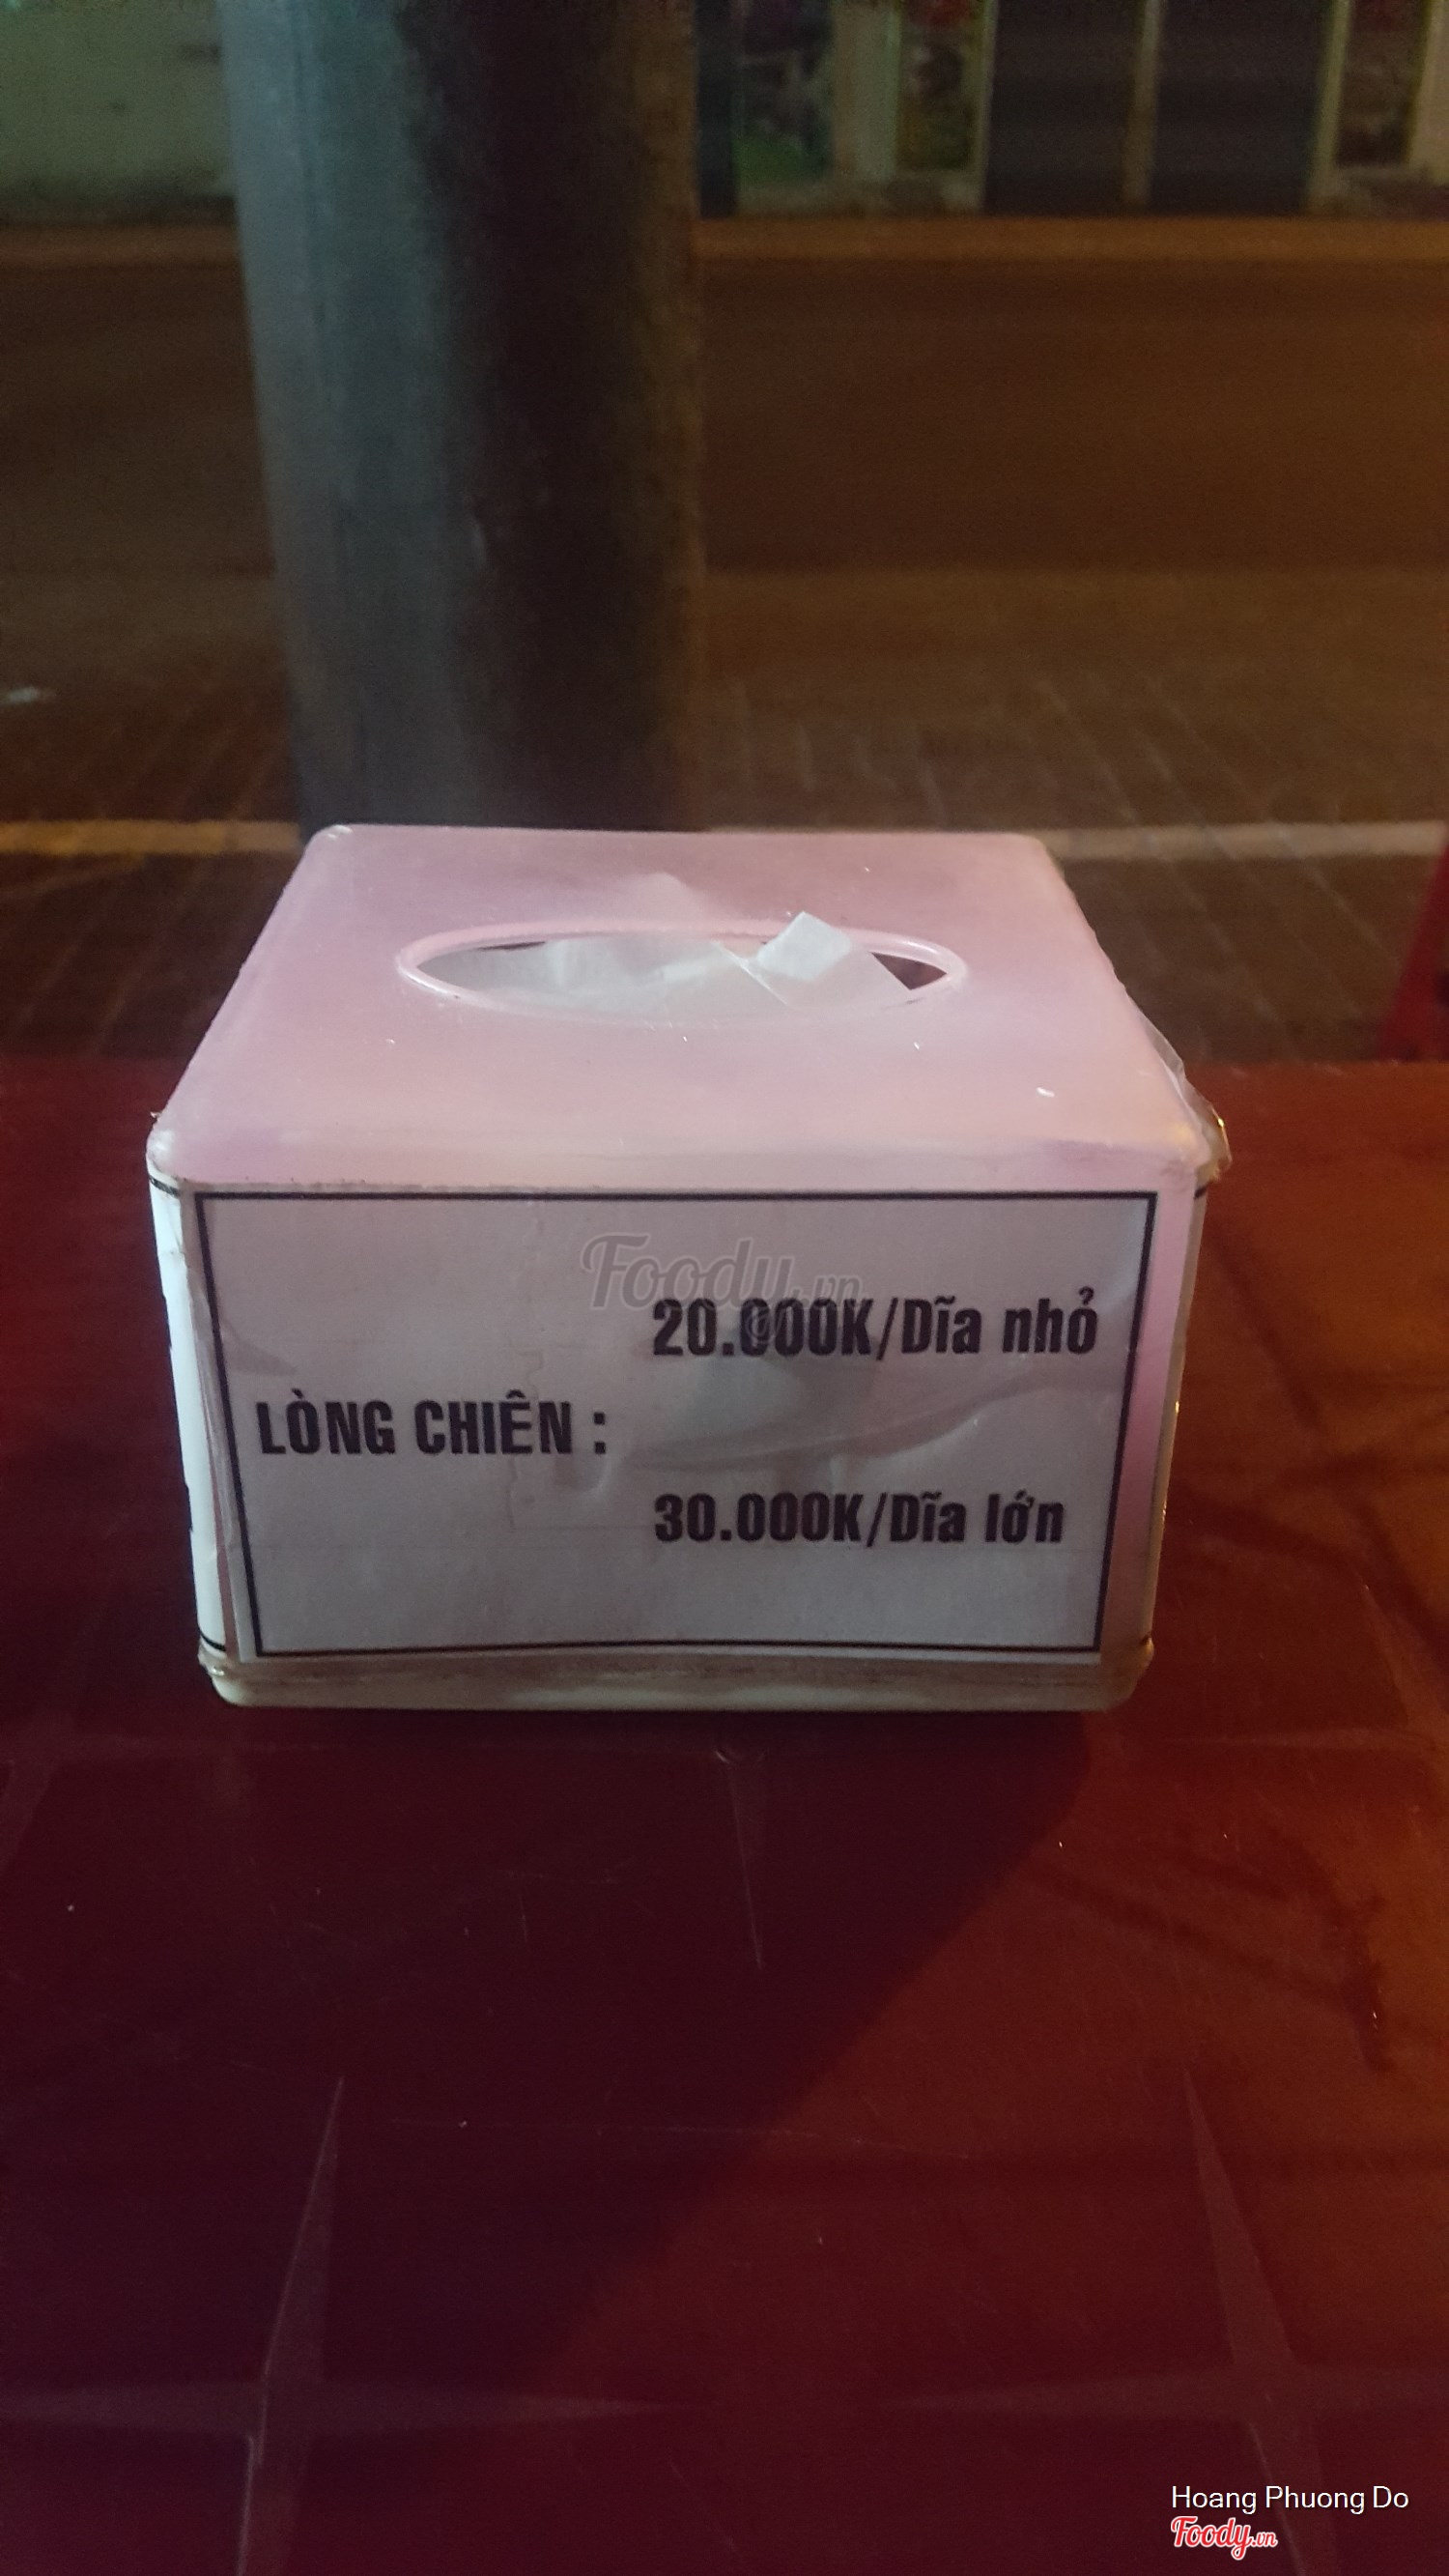 Foody.vn
20.000K/Dĩa nhỏ
LÒNG CHIÊN :
30.000K/Dĩa lớn
Hoang Phuong Do
Foody.vn